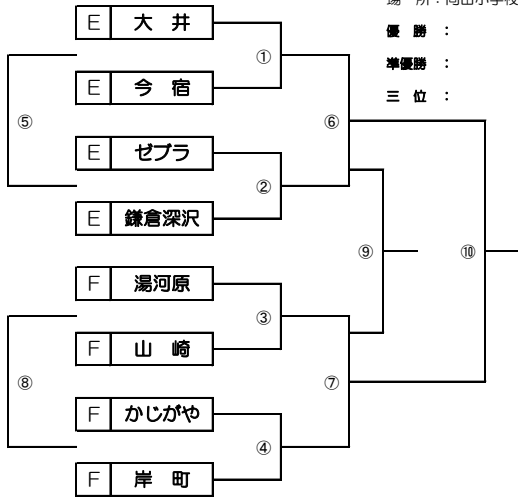 場 所：向田小学校
優 勝 ：
準優勝 ：
三 位 ：
E 大 井
①
E 今 宿
⑤
⑥
E ゼブラ
②
E 鎌倉深沢
⑨
⑩
F 湯河原
③
F 山 崎
⑧
⑦
F かじがや
④
F 岸 町